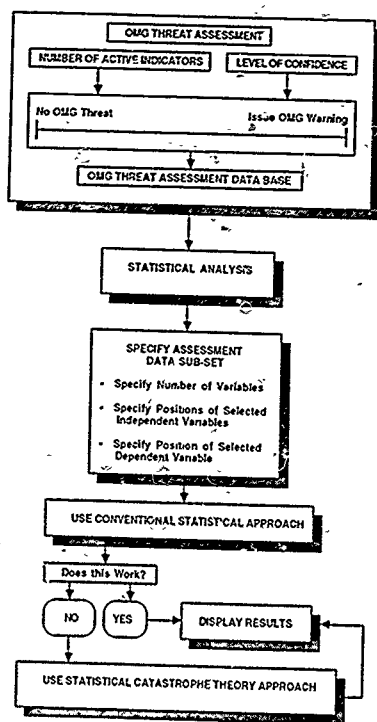 OMG THREAT ASSESSMENT
NUMBER OF ACTIVE INDICATORS
LEVEL OF CONFIDENCE
No OMG Threat
Issue OMG Warning
OMG THREAT ASSESSMENT DATA BASE
STATISTICAL ANALYSIS
SPECIFY ASSESSMENT
DATA SUB-SET
• Specify Number of Variables
• Specify Positions of Selected
Independent Variables
• Specify Position of Selected
Dependent Variable
USE CONVENTIONAL STATISTICAL APPROACH
Does this Work?
NO
YES
DISPLAY RESULTS
USE STATISTICAL CATASTROPHE THEORY APPROACH